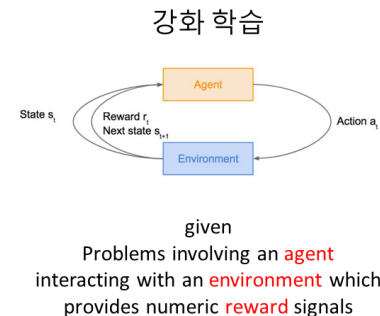 강화 학습
Agent
State sₜ
Reward rₜ
Next state sₜ₊₁
Action aₜ
Environment
given
Problems involving an agent
interacting with an environment which
provides numeric reward signals